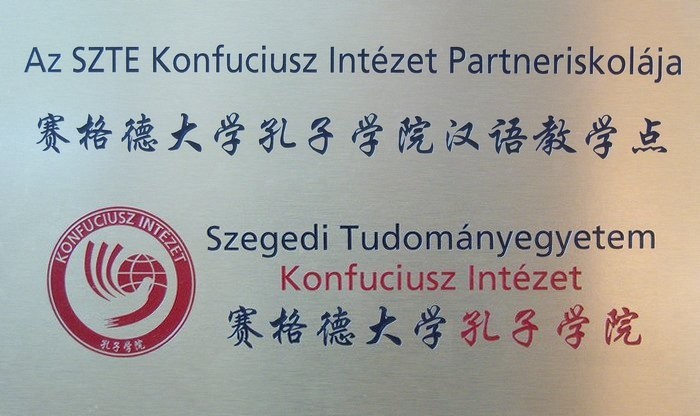 Az SZTE Konfuciusz Intézet Partneriskolája
赛格德大学孔子学院汉语教学点
KONFUCIUSZ INTÉZET
孔子学院
Szegedi Tudományegyetem
Konfuciusz Intézet
赛格德大学孔子学院